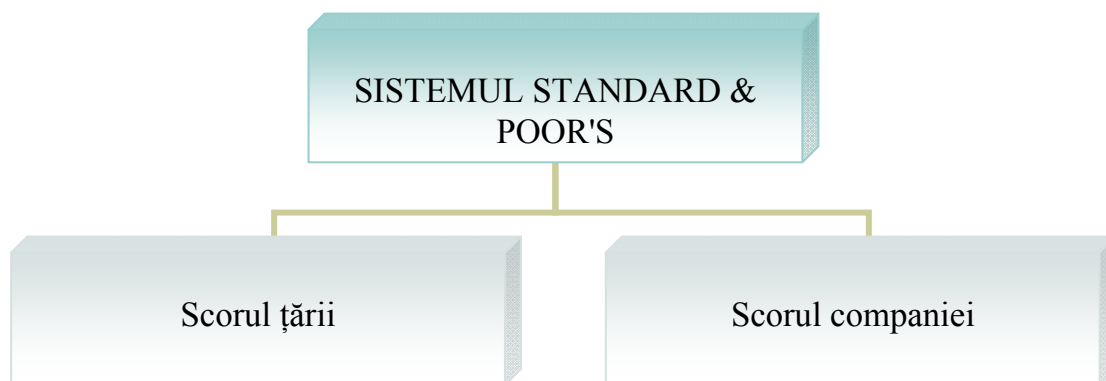 SISTEMUL STANDARD &
POOR'S
Scorul țării
Scorul companiei